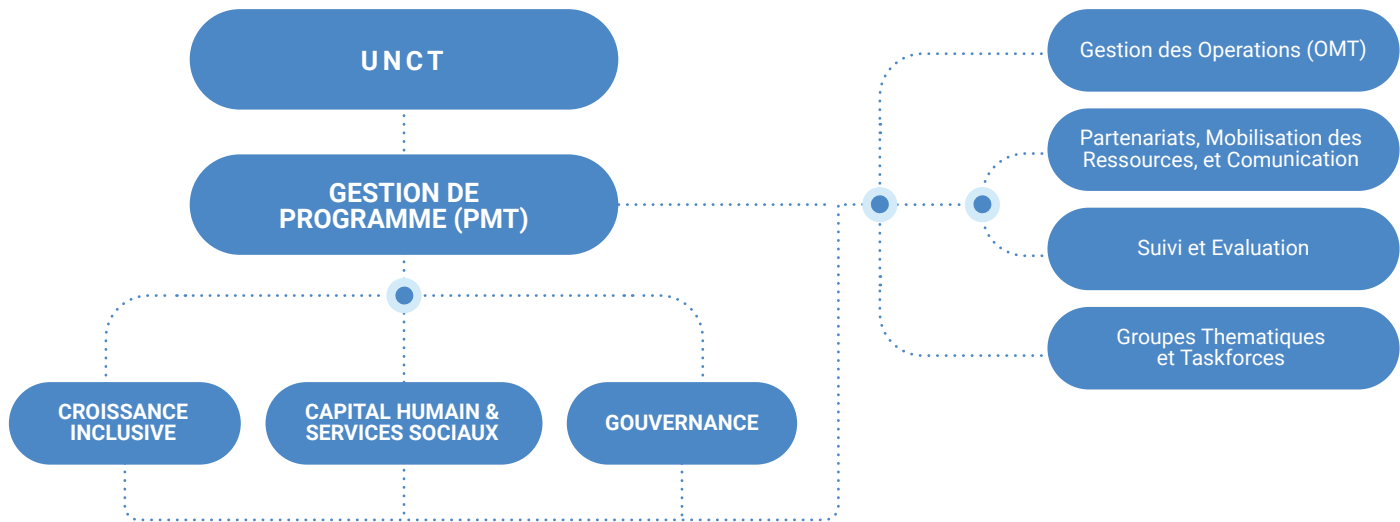 UNCT
GESTION DE
PROGRAMME (PMT)
CROISSANCE
INCLUSIVE
CAPITAL HUMAIN &
SERVICES SOCIAUX
GOUVERNANCE
Gestion des Operations (OMT)
Partenariats, Mobilisation des
Ressources, et Comunication
Suivi et Evaluation
Groupes Thematiques
et Taskforces